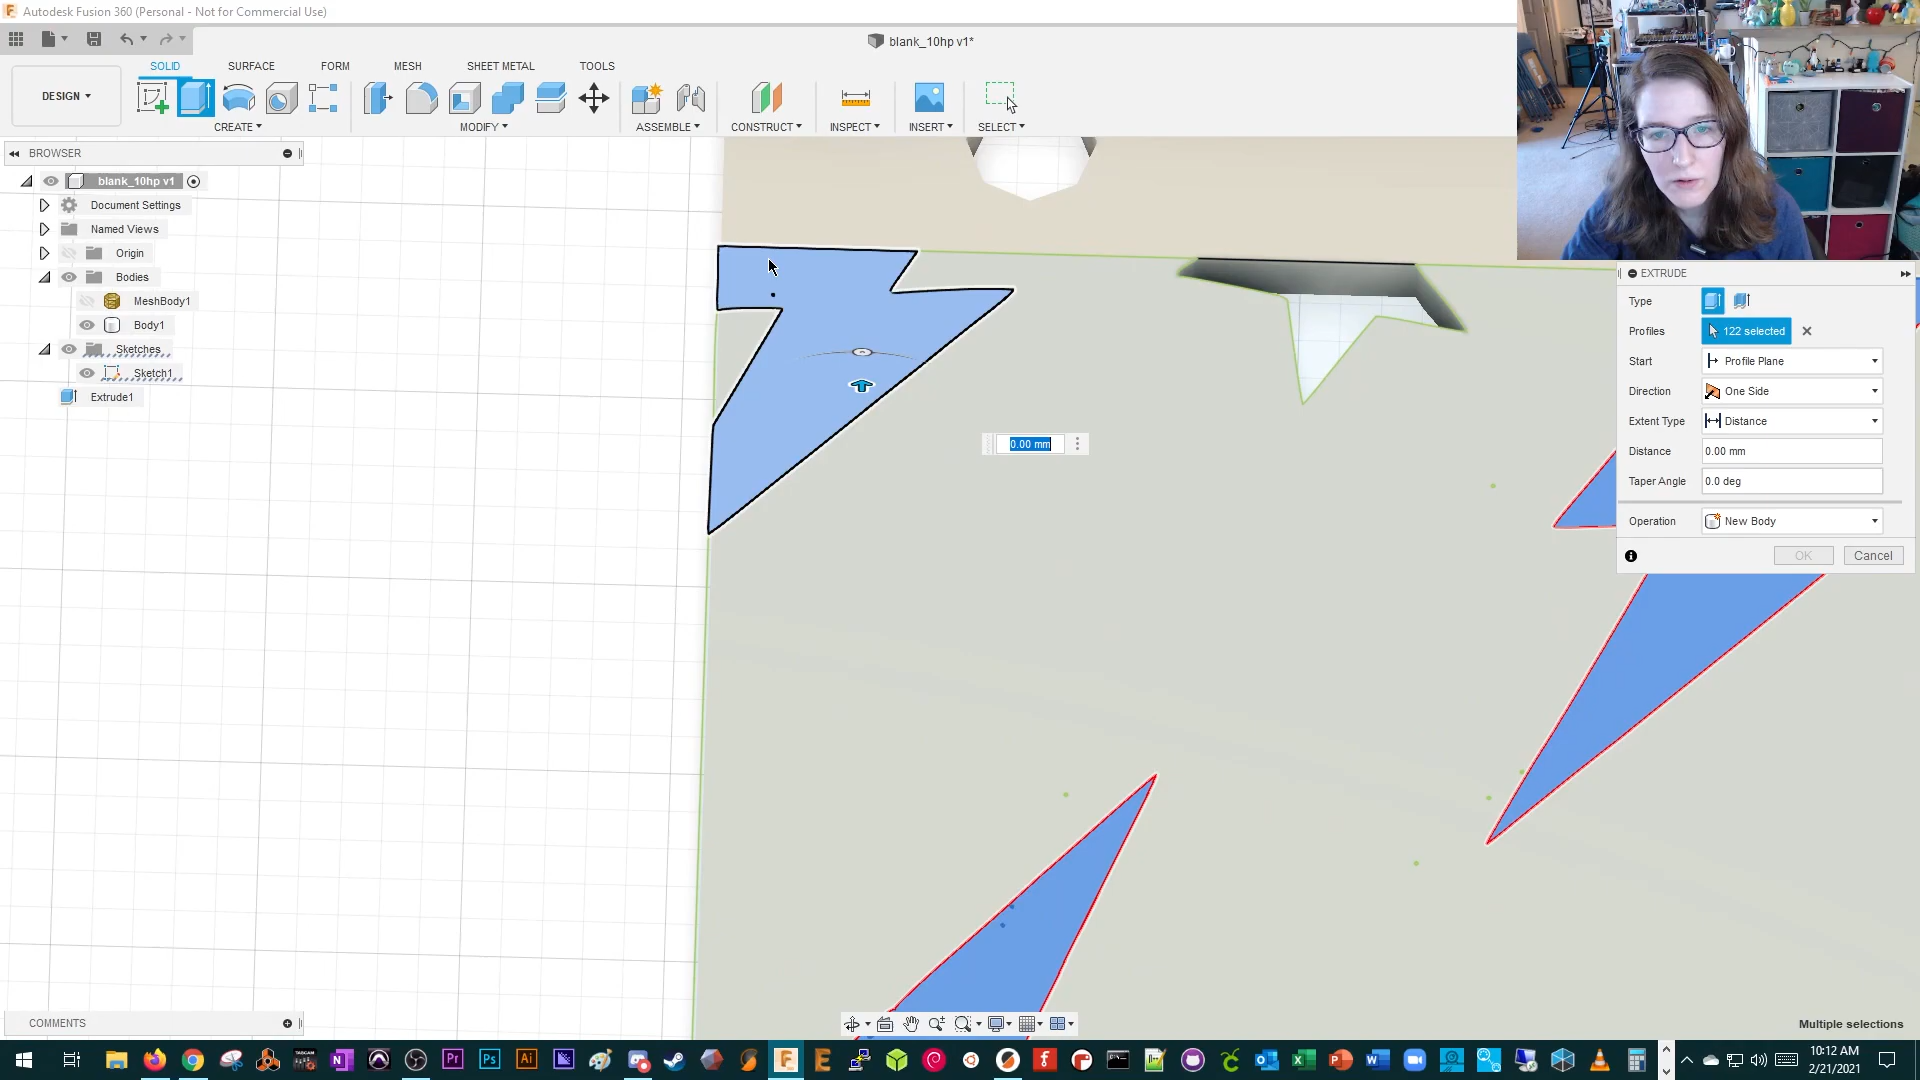 Autodesk Fusion 360 (Personal - Not for Commercial Use)
blank_10hp v1*
SOLID SURFACE FORM MESH SHEET METAL TOOLS
DESIGN
CREATE MODIFY ASSEMBLE CONSTRUCT INSPECT INSERT SELECT
BROWSER
blank_10hp v1
Document Settings
Named Views
Origin
Bodies
MeshBody1
Body1
Sketches
Sketch1
Extrude1
0.00 mm
EXTRUDE
Type
Profiles 122 selected
Start Profile Plane
Direction One Side
Extent Type Distance
Distance 0.00 mm
Taper Angle 0.0 deg
Operation New Body
OK Cancel
COMMENTS
Multiple selections
10:12 AM
2/21/2021